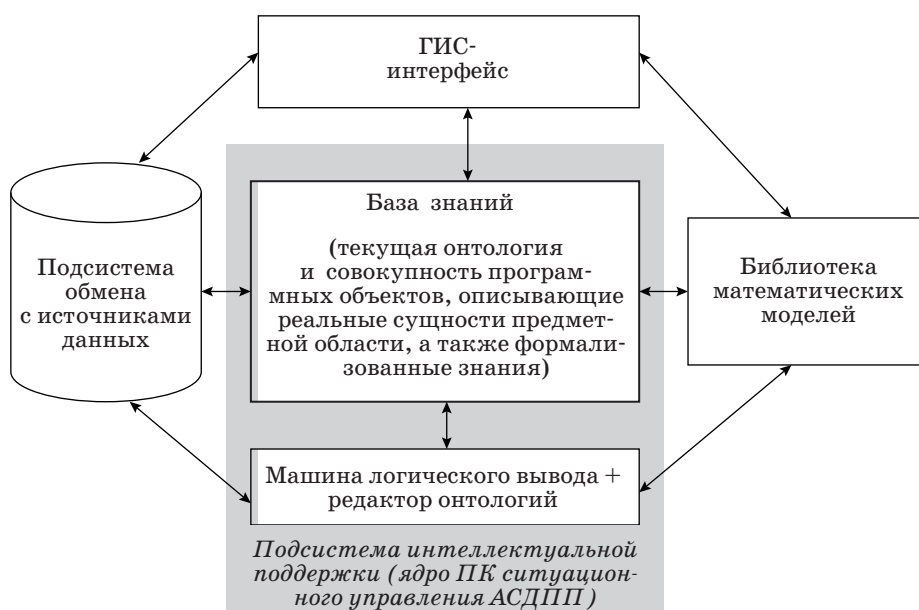 ГИС-
интерфейс
База знаний
(текущая онтология
и совокупность програм-
мных объектов, описывающие
реальные сущности предмет-
ной области, а также формали-
зованные знания)
Подсистема
обмена
с источниками
данных
Библиотека
математических
моделей
Машина логического вывода +
редактор онтологий
Подсистема интеллектуальной
поддержки (ядро ПК ситуацион-
ного управления АСДПП)